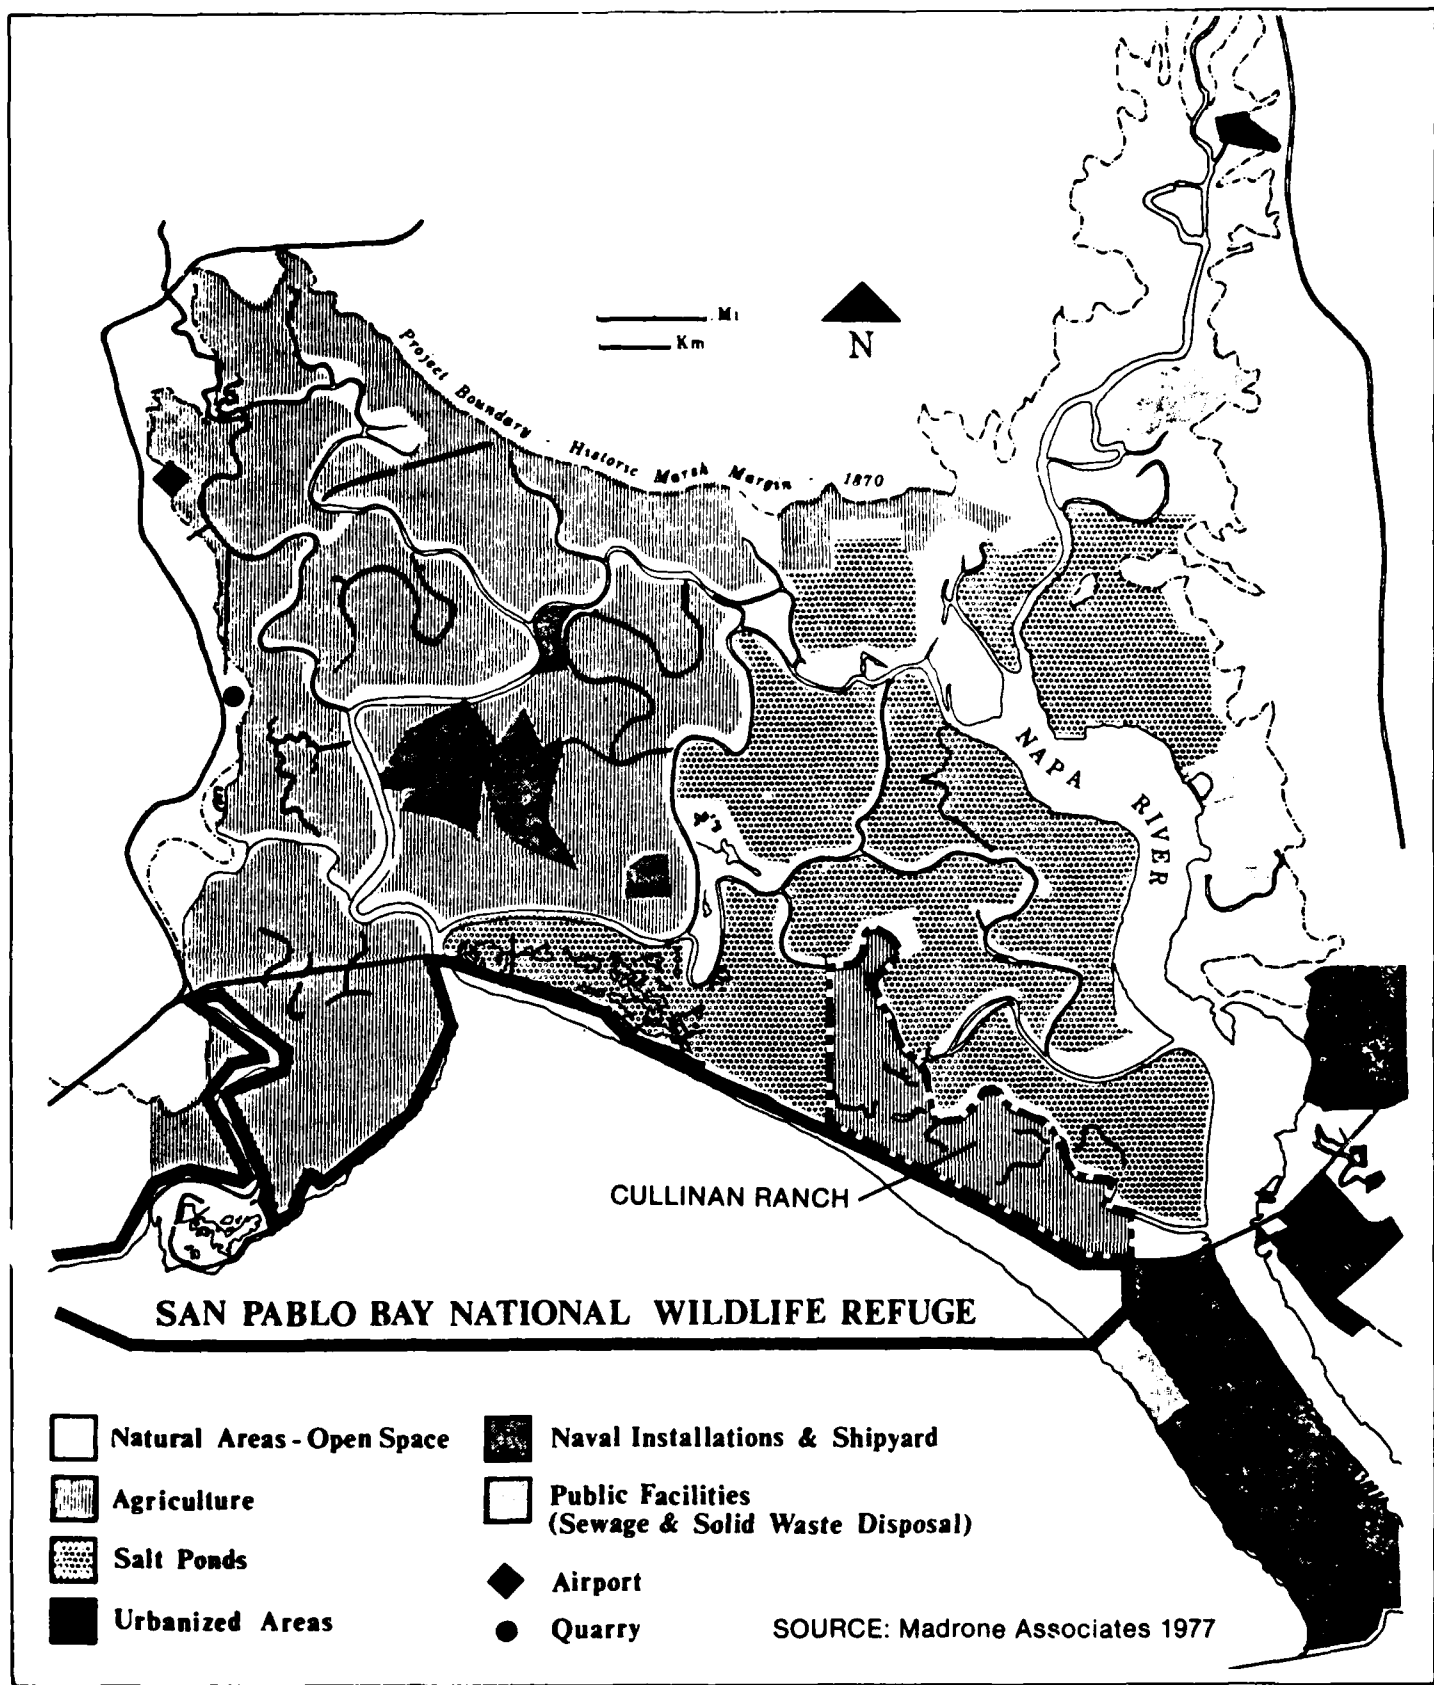 Mi
Km
N
Project Boundary - Historic Marsh Margin - 1870
NAPA RIVER
CULLINAN RANCH
SAN PABLO BAY NATIONAL WILDLIFE REFUGE
Natural Areas - Open Space
Agriculture
Salt Ponds
Urbanized Areas
Naval Installations & Shipyard
Public Facilities
(Sewage & Solid Waste Disposal)
Airport
Quarry
SOURCE: Madrone Associates 1977